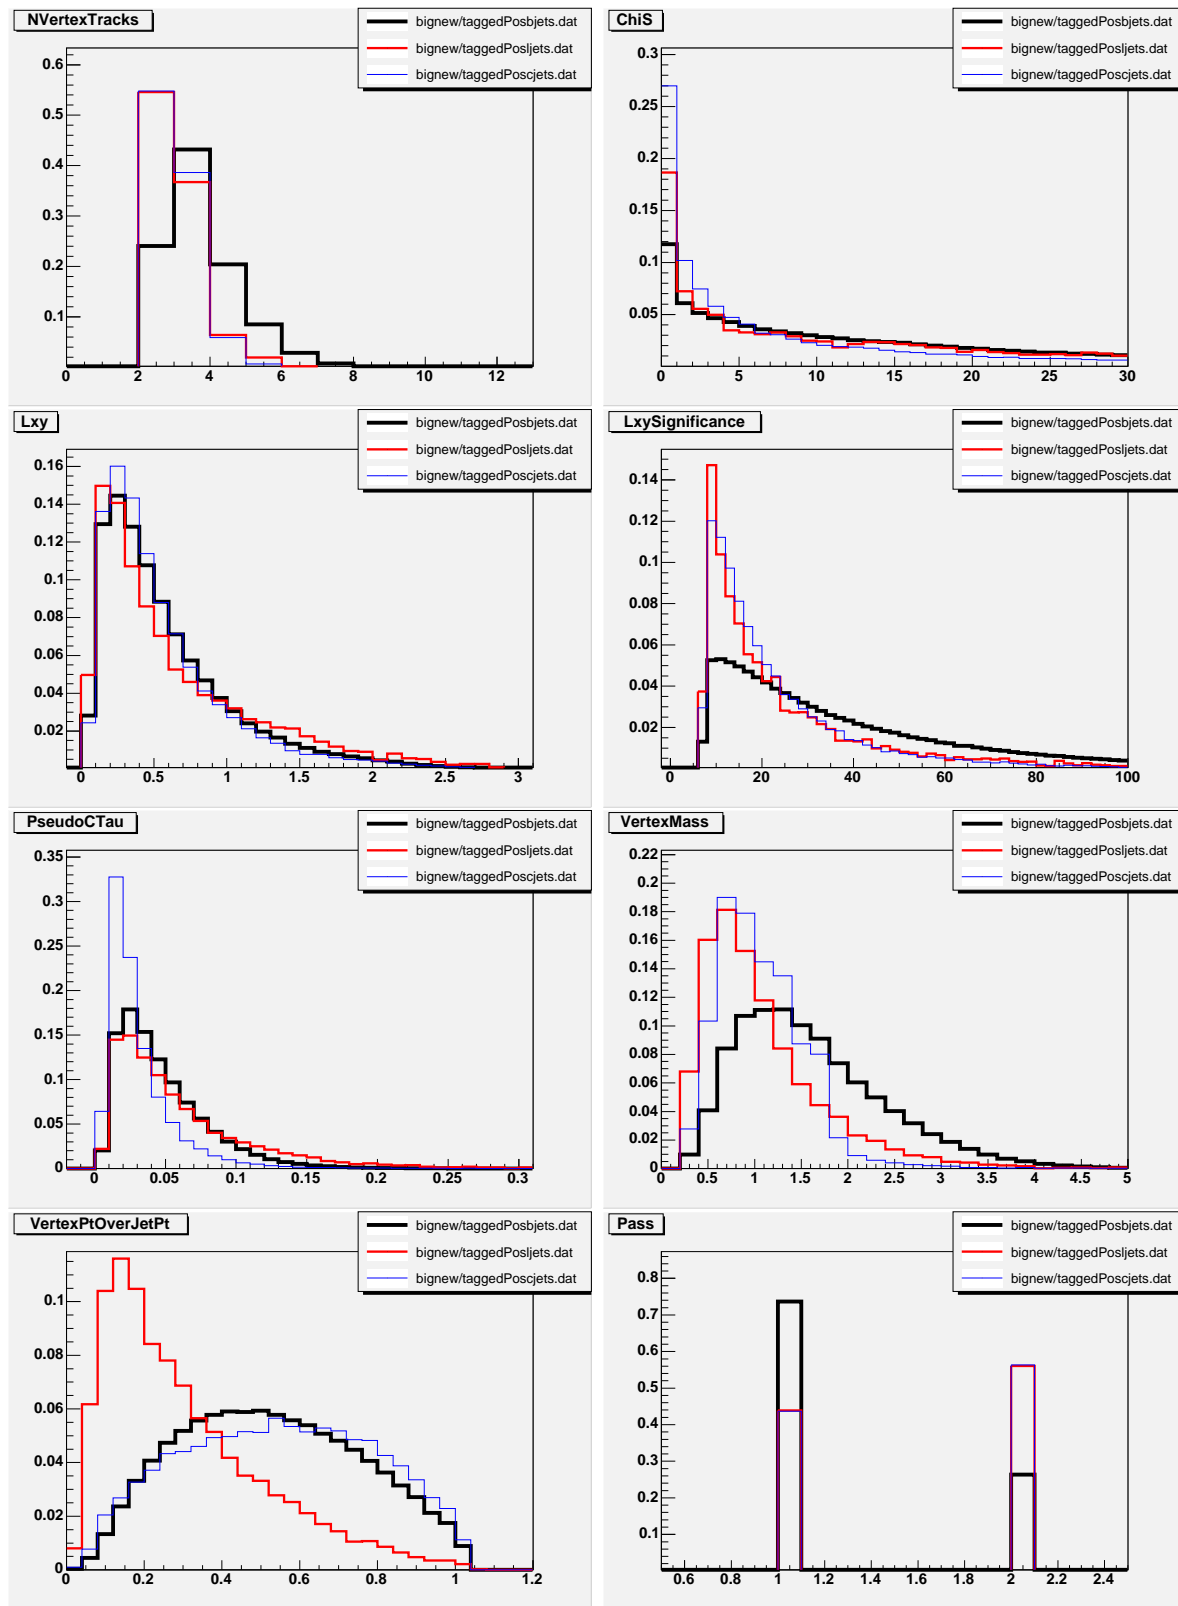 NVertexTracks
bignew/taggedPosbjets.dat
bignew/taggedPosljets.dat
bignew/taggedPoscjets.dat
0.6
0.5
0.4
0.3
0.2
0.1
0 2 4 6 8 10 12
ChiS
bignew/taggedPosbjets.dat
bignew/taggedPosljets.dat
bignew/taggedPoscjets.dat
0.3
0.25
0.2
0.15
0.1
0.05
0 5 10 15 20 25 30
Lxy
bignew/taggedPosbjets.dat
bignew/taggedPosljets.dat
bignew/taggedPoscjets.dat
0.16
0.14
0.12
0.1
0.08
0.06
0.04
0.02
0 0.5 1 1.5 2 2.5 3
LxySignificance
bignew/taggedPosbjets.dat
bignew/taggedPosljets.dat
bignew/taggedPoscjets.dat
0.14
0.12
0.1
0.08
0.06
0.04
0.02
0 20 40 60 80 100
PseudoCTau
bignew/taggedPosbjets.dat
bignew/taggedPosljets.dat
bignew/taggedPoscjets.dat
0.35
0.3
0.25
0.2
0.15
0.1
0.05
0
0 0.05 0.1 0.15 0.2 0.25 0.3
VertexMass
bignew/taggedPosbjets.dat
bignew/taggedPosljets.dat
bignew/taggedPoscjets.dat
0.22
0.2
0.18
0.16
0.14
0.12
0.1
0.08
0.06
0.04
0.02
0
0.5 1 1.5 2 2.5 3 3.5 4 4.5 5
VertexPtOverJetPt
bignew/taggedPosbjets.dat
bignew/taggedPosljets.dat
bignew/taggedPoscjets.dat
0.1
0.08
0.06
0.04
0.02
0
0 0.2 0.4 0.6 0.8 1 1.2
Pass
bignew/taggedPosbjets.dat
bignew/taggedPosljets.dat
bignew/taggedPoscjets.dat
0.8
0.7
0.6
0.5
0.4
0.3
0.2
0.1
0.6 0.8 1 1.2 1.4 1.6 1.8 2 2.2 2.4